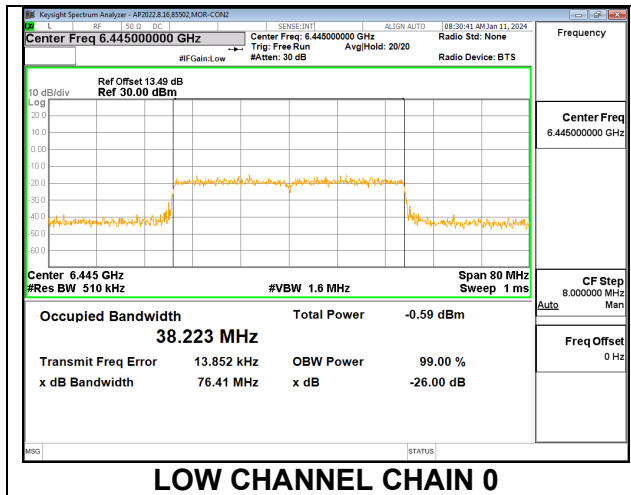 Keysight Spectrum Analyzer - AP2022.8.16,85502,MOR-CON2
L RF 50 Ω DC SENSE:INT ALIGN AUTO 08:30:41 AM Jan 11, 2024
Center Freq 6.445000000 GHz
Center Freq: 6.445000000 GHz
Radio Std: None
Trig: Free Run Avg|Hold: 20/20
#IFGain:Low #Atten: 30 dB Radio Device: BTS
Frequency
Ref Offset 13.49 dB
10 dB/div Ref 30.00 dBm
Log
20.0
10.0
0.00
-10.0
-20.0
-30.0
-40.0
-50.0
-60.0
Center 6.445 GHz Span 80 MHz
#Res BW 510 kHz #VBW 1.6 MHz Sweep 1 ms
Occupied Bandwidth Total Power -0.59 dBm
38.223 MHz
Transmit Freq Error 13.852 kHz OBW Power 99.00 %
x dB Bandwidth 76.41 MHz x dB -26.00 dB
Center Freq
6.445000000 GHz
CF Step
8.000000 MHz
Auto Man
Freq Offset
0 Hz
MSG STATUS
LOW CHANNEL CHAIN 0